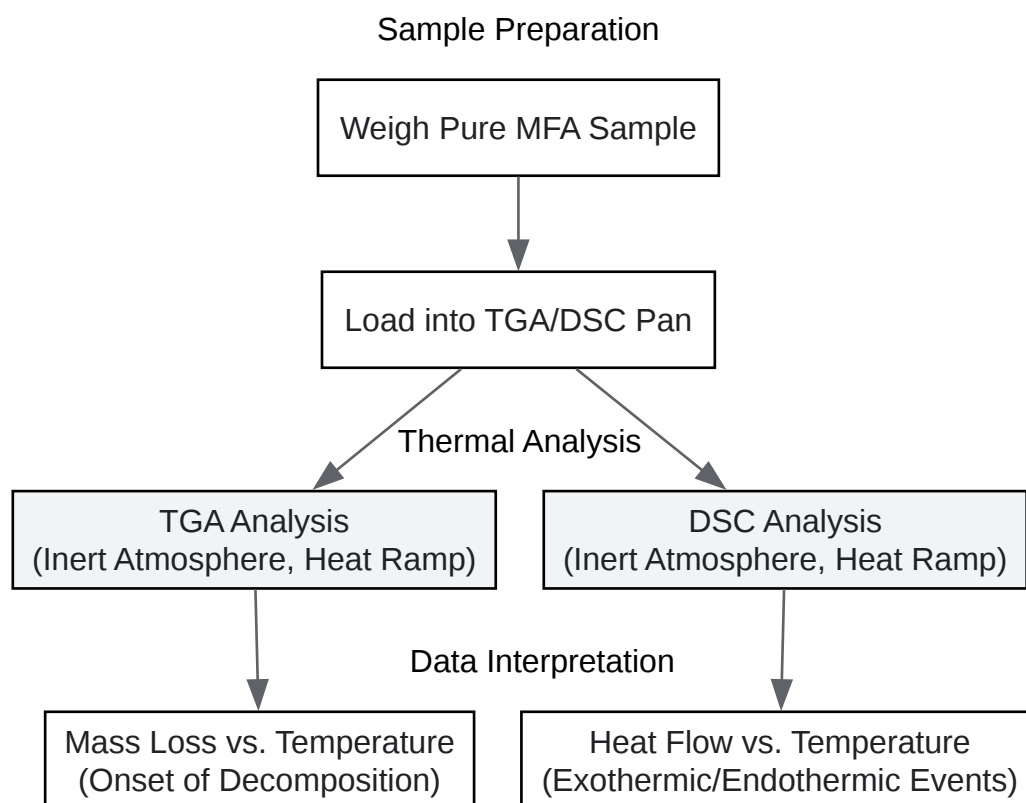 Sample Preparation
Weigh Pure MFA Sample
Load into TGA/DSC Pan
Thermal Analysis
TGA Analysis
(Inert Atmosphere, Heat Ramp)
DSC Analysis
(Inert Atmosphere, Heat Ramp)
Data Interpretation
Mass Loss vs. Temperature
(Onset of Decomposition)
Heat Flow vs. Temperature
(Exothermic/Endothermic Events)